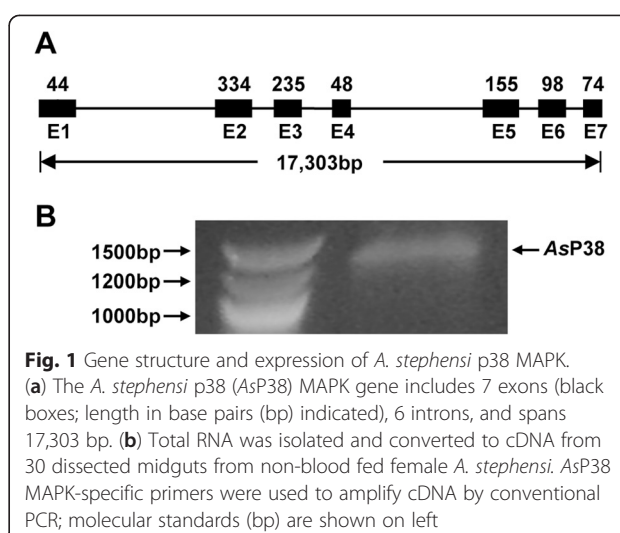 A
44 334 235 48 155 98 74
E1 E2 E3 E4 E5 E6 E7
17,303bp
B
1500bp
AsP38
1200bp
1000bp
Fig. 1 Gene structure and expression of A. stephensi p38 MAPK.
(a) The A. stephensi p38 (AsP38) MAPK gene includes 7 exons (black
boxes; length in base pairs (bp) indicated), 6 introns, and spans
17,303 bp. (b) Total RNA was isolated and converted to cDNA from
30 dissected midguts from non-blood fed female A. stephensi. AsP38
MAPK-specific primers were used to amplify cDNA by conventional
PCR; molecular standards (bp) are shown on left